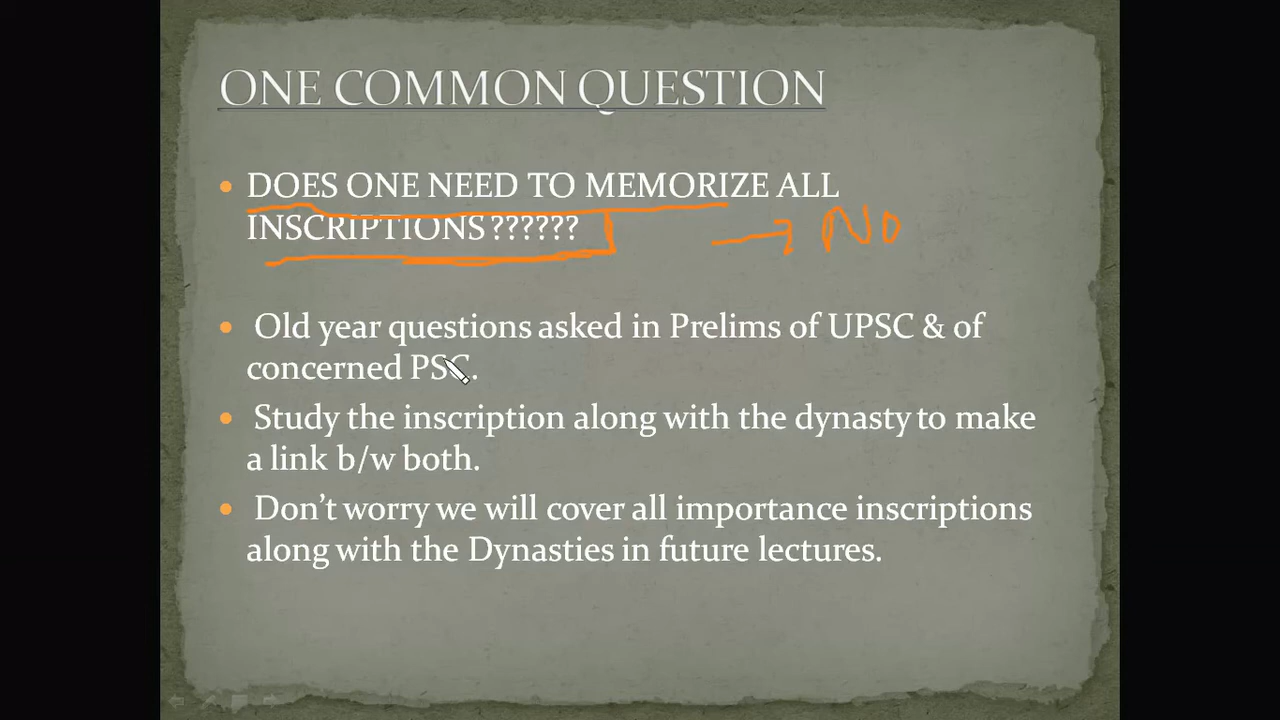 ONE COMMON QUESTION
DOES ONE NEED TO MEMORIZE ALL
INSCRIPTIONS ??????
→ NO
Old year questions asked in Prelims of UPSC & of
concerned PSC.
Study the inscription along with the dynasty to make
a link b/w both.
Don't worry we will cover all importance inscriptions
along with the Dynasties in future lectures.